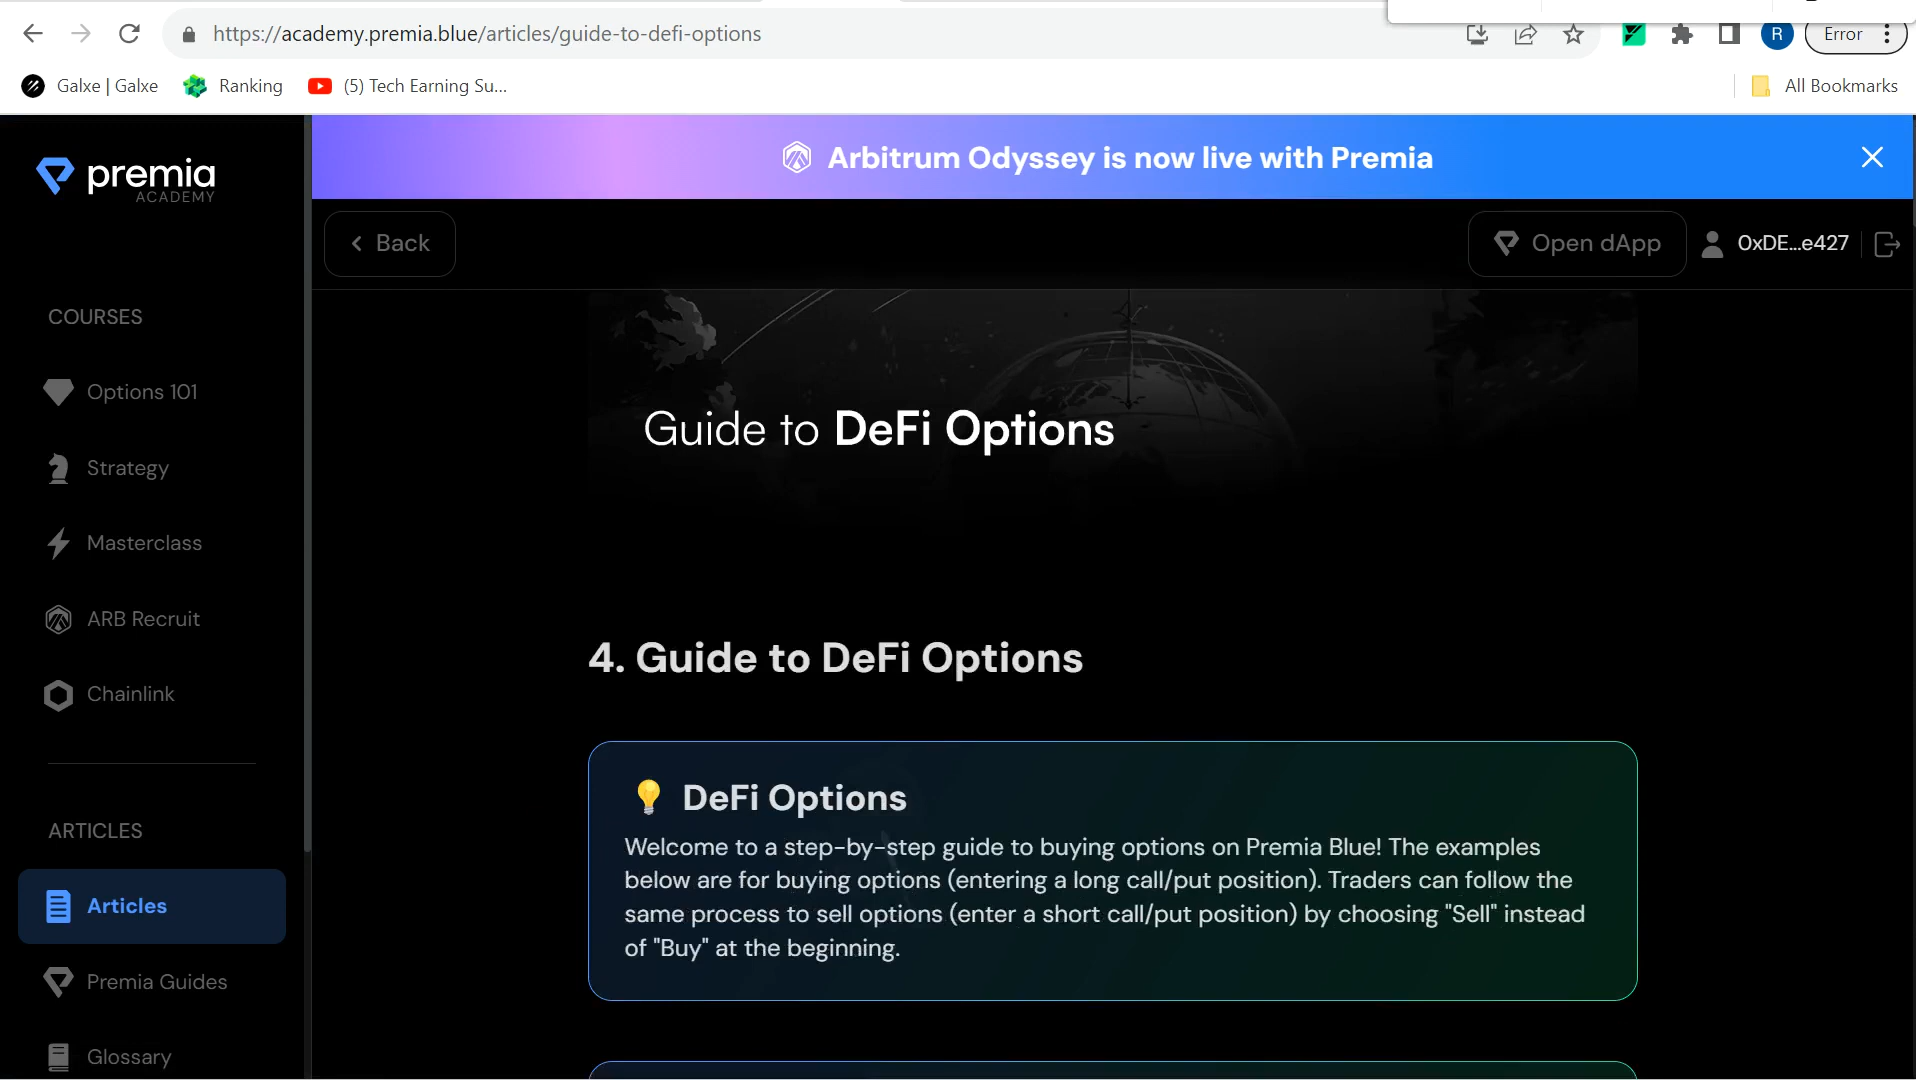 https://academy.premia.blue/articles/guide-to-defi-options
R
Error
Galxe | Galxe
Ranking
(5) Tech Earning Su...
All Bookmarks
premia
ACADEMY
Arbitrum Odyssey is now live with Premia
Back
Open dApp
0xDE...e427
COURSES
Options 101
Strategy
Masterclass
ARB Recruit
Chainlink
ARTICLES
Articles
Premia Guides
Glossary
Guide to DeFi Options
4. Guide to DeFi Options
DeFi Options
Welcome to a step-by-step guide to buying options on Premia Blue! The examples
below are for buying options (entering a long call/put position). Traders can follow the
same process to sell options (enter a short call/put position) by choosing "Sell" instead
of "Buy" at the beginning.